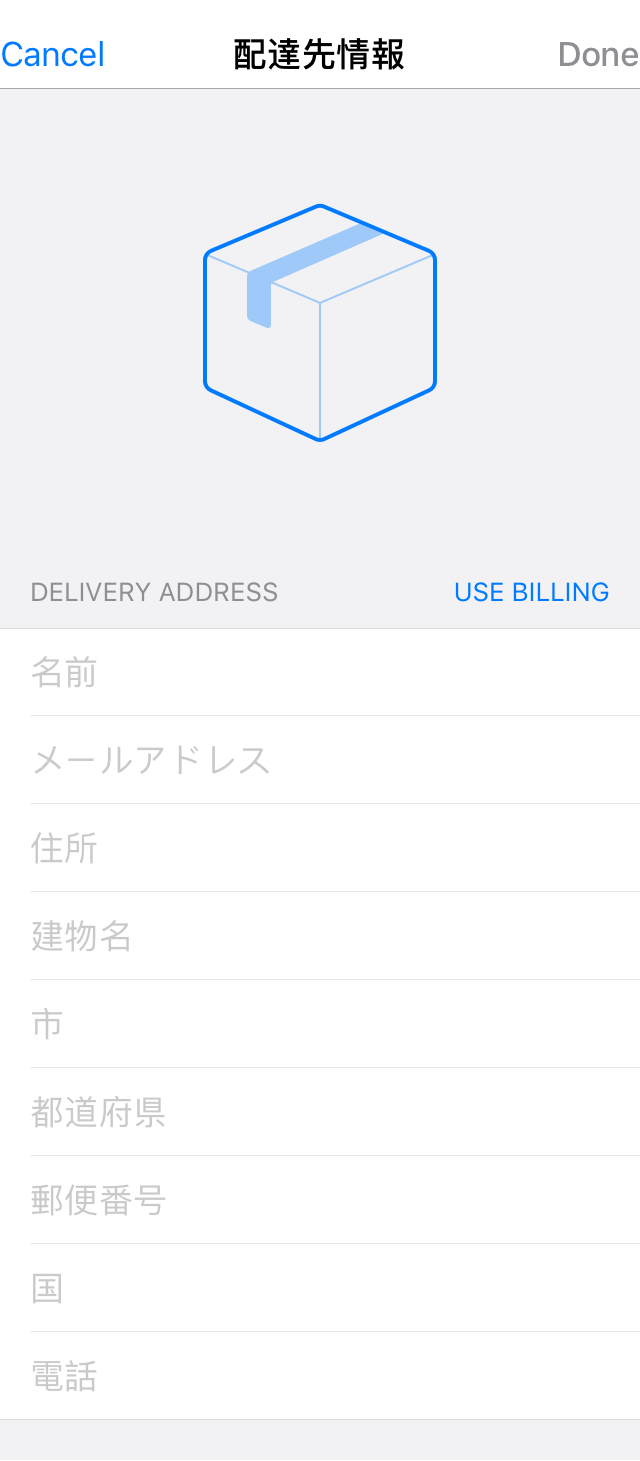 Cancel 配達先情報 Done
DELIVERY ADDRESS USE BILLING
名前
メールアドレス
住所
建物名
市
都道府県
郵便番号
国
電話